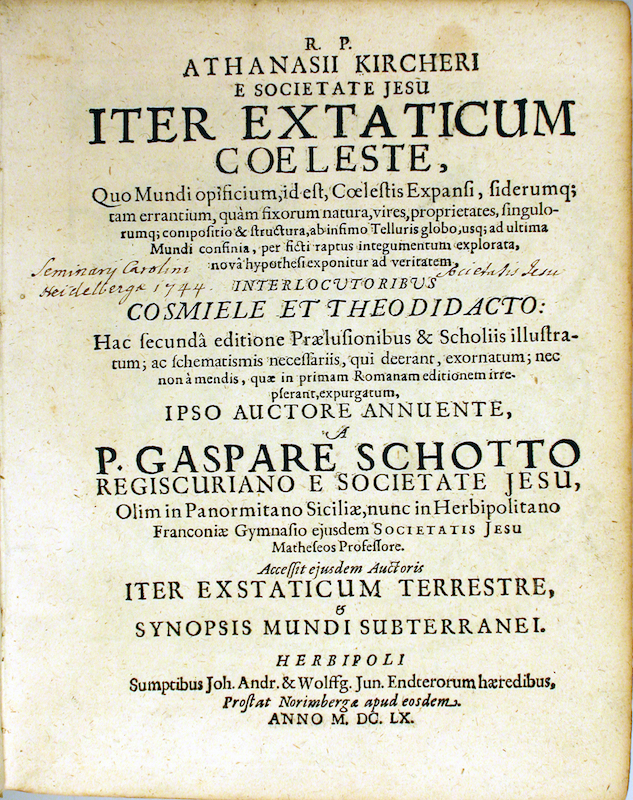 R. P.
ATHANASII KIRCHERI
E SOCIETATE JESU
ITER EXTATICUM
COELESTE,
Quo Mundi opificium, id est, Cœlestis Expansi, siderumq;
tam errantium, quàm fixorum natura, vires, proprietates, singulo-
rumq; compositio & structura, ab infimo Telluris globo, usq; ad ultima
Mundi confinia, per ficti raptus integumentum explorata,
novâ hypothesi exponitur ad veritatem,
Seminarij Carolini Societatis Jesu
Heidelbergæ 1744.
INTERLOCUTORIBUS
COSMIELE ET THEODIDACTO:
Hac secundâ editione Prælusionibus & Scholiis illustra-
tum; ac schematismis necessariis, qui deerant, exornatum; nec
non à mendis, quæ in primam Romanam editionem irre-
pserant, expurgatum,
IPSO AUCTORE ANNUENTE,
A
P. GASPARE SCHOTTO
REGISCURIANO E SOCIETATE JESU,
Olim in Panormitano Siciliæ, nunc in Herbipolitano
Franconiæ Gymnasio ejusdem SOCIETATIS JESU
Matheseos Professore.
Accessit ejusdem Auctoris
ITER EXSTATICUM TERRESTRE,
&
SYNOPSIS MUNDI SUBTERRANEI.
HERBIPOLI
Sumptibus Joh. Andr. & Wolffg. Jun. Endterorum hæredibus,
Prostat Norimbergæ apud eosdem.
ANNO M. DC. LX.